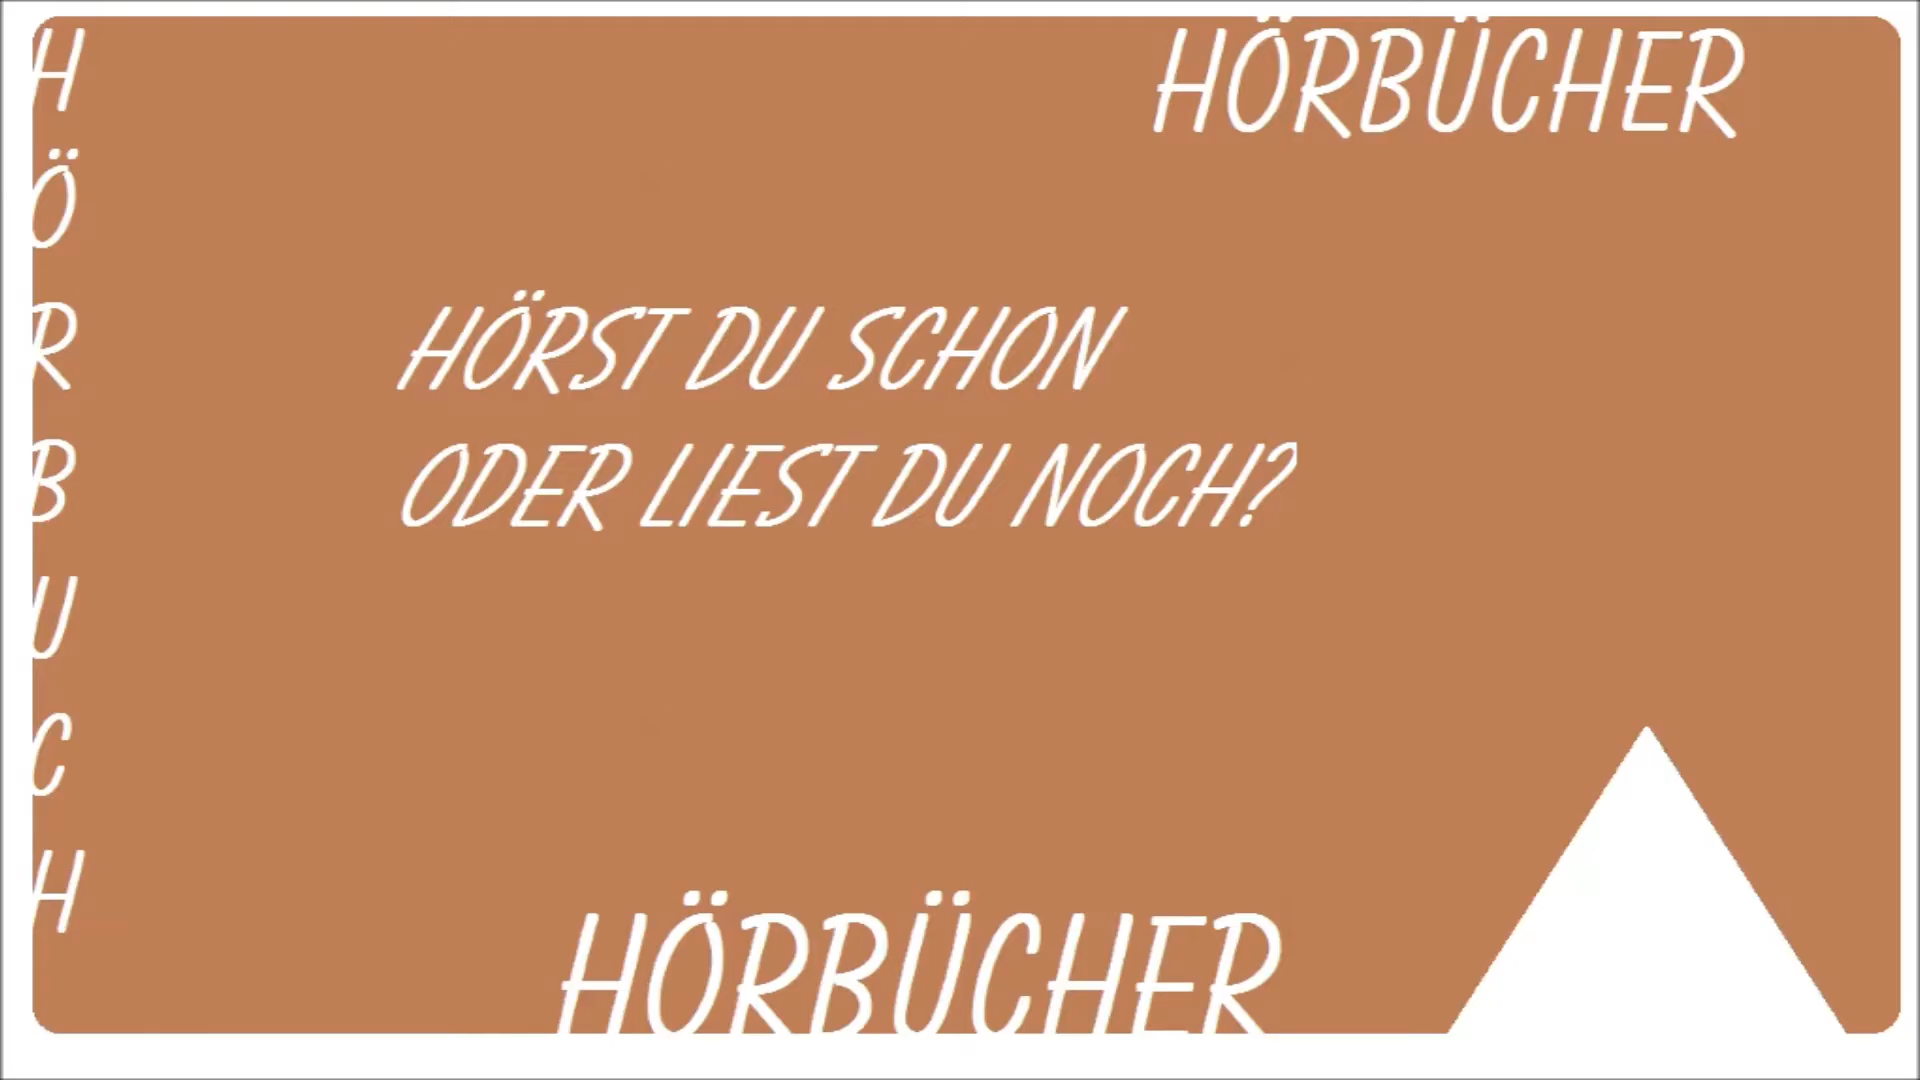 HÖRBÜCHER
H
Ö
R
B
U
C
H
HÖRST DU SCHON
ODER LIEST DU NOCH?
HÖRBÜCHER